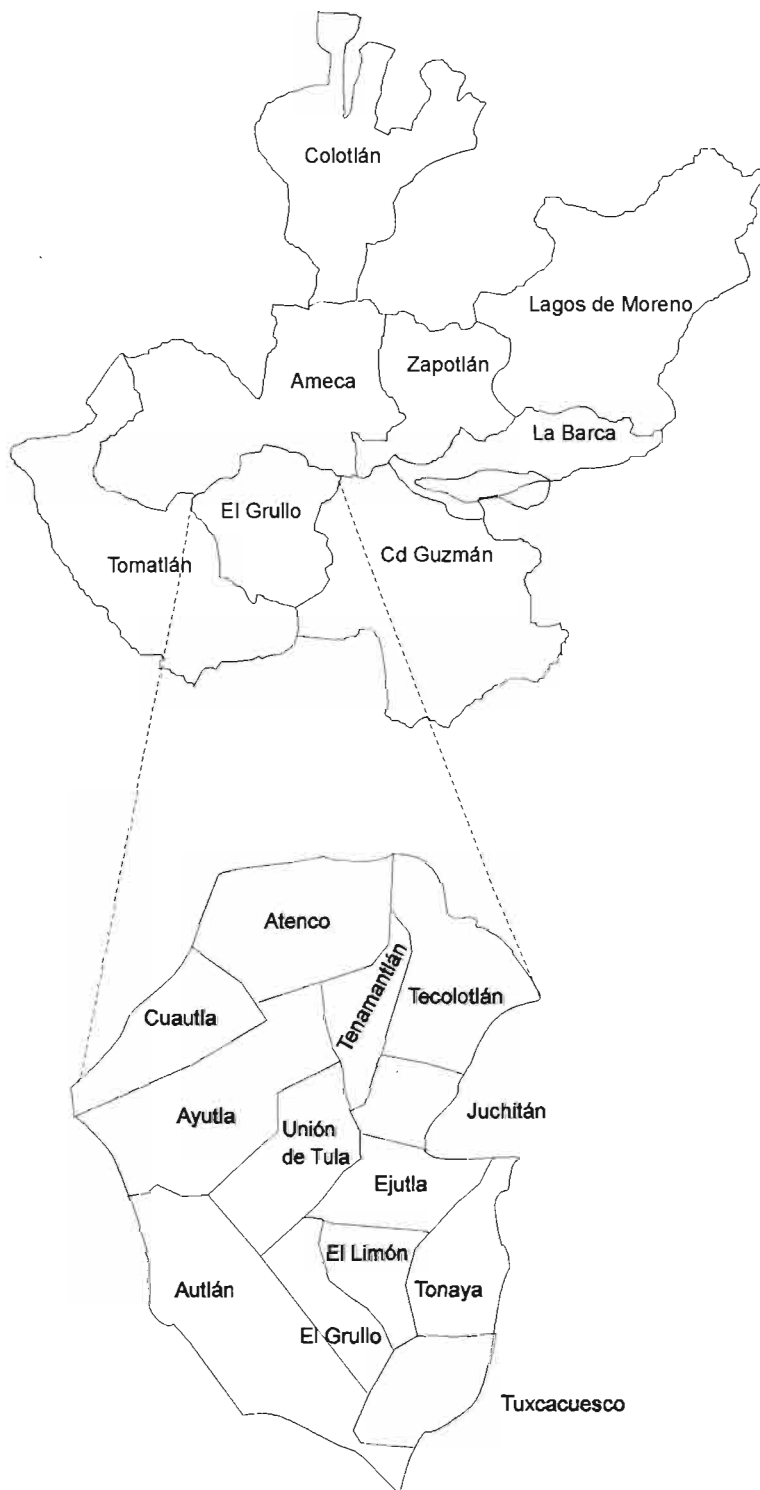 Colotlán
Lagos de Moreno
Zapotlán
Ameca
La Barca
El Grullo
Cd Guzmán
Tomatlán
Atenco
Tenamantlán
Tecolotlán
Cuautla
Juchitán
Ayutla
Unión
de Tula
Ejutla
El Limón
Autlán
Tonaya
El Grullo
Tuxcacuesco